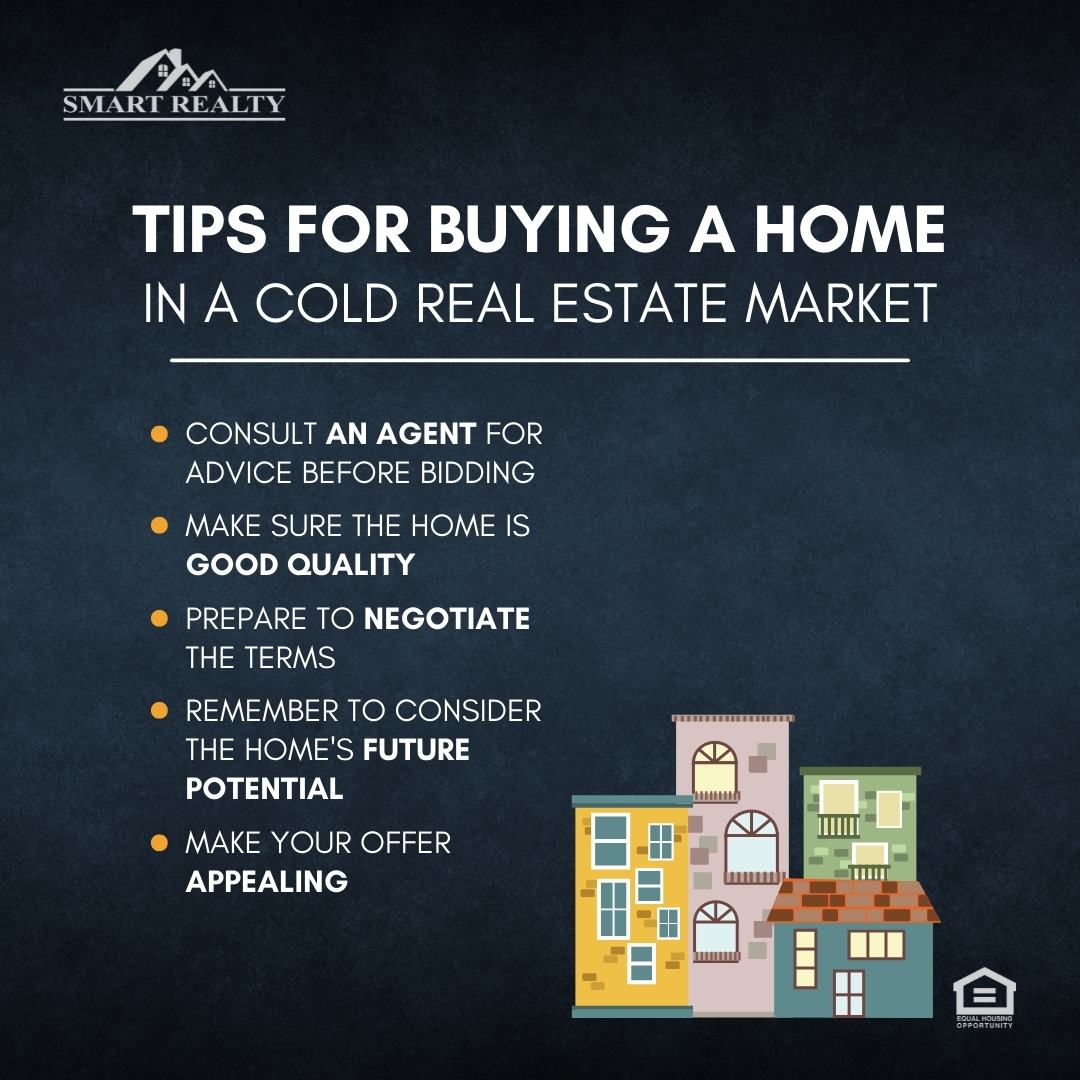 SMART REALTY
TIPS FOR BUYING A HOME
IN A COLD REAL ESTATE MARKET
CONSULT AN AGENT FOR
ADVICE BEFORE BIDDING
MAKE SURE THE HOME IS
GOOD QUALITY
PREPARE TO NEGOTIATE
THE TERMS
REMEMBER TO CONSIDER
THE HOME'S FUTURE
POTENTIAL
MAKE YOUR OFFER
APPEALING
EQUAL HOUSING
OPPORTUNITY